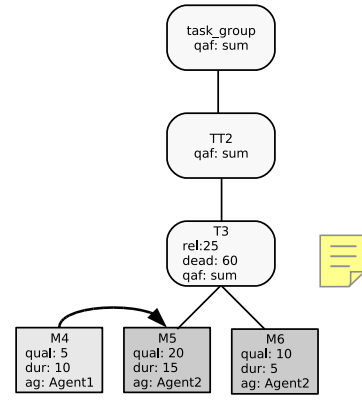 task_group
qaf: sum
TT2
qaf: sum
T3
rel:25
dead: 60
qaf: sum
M4
qual: 5
dur: 10
ag: Agent1
M5
qual: 20
dur: 15
ag: Agent2
M6
qual: 10
dur: 5
ag: Agent2